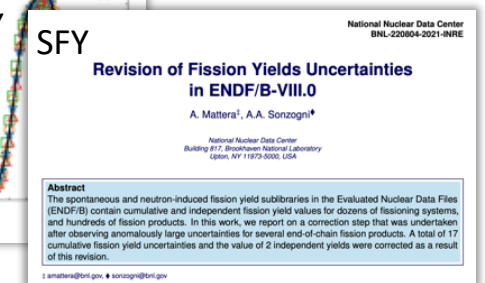 SFY
National Nuclear Data Center
BNL-220804-2021-INRE
Revision of Fission Yields Uncertainties
in ENDF/B-VIII.0
A. Mattera‡, A.A. Sonzogni♦
National Nuclear Data Center
Building 817, Brookhaven National Laboratory
Upton, NY 11973-5000, USA
Abstract
The spontaneous and neutron-induced fission yield sublibraries in the Evaluated Nuclear Data Files
(ENDF/B) contain cumulative and independent fission yield values for dozens of fissioning systems,
and hundreds of fission products. In this work, we report on a correction step that was undertaken
after observing anomalously large uncertainties for several end-of-chain fission products. A total of 17
cumulative fission yield uncertainties and the value of 2 independent yields were corrected as a result
of this revision.
‡ amattera@bnl.gov, ♦ sonzogni@bnl.gov